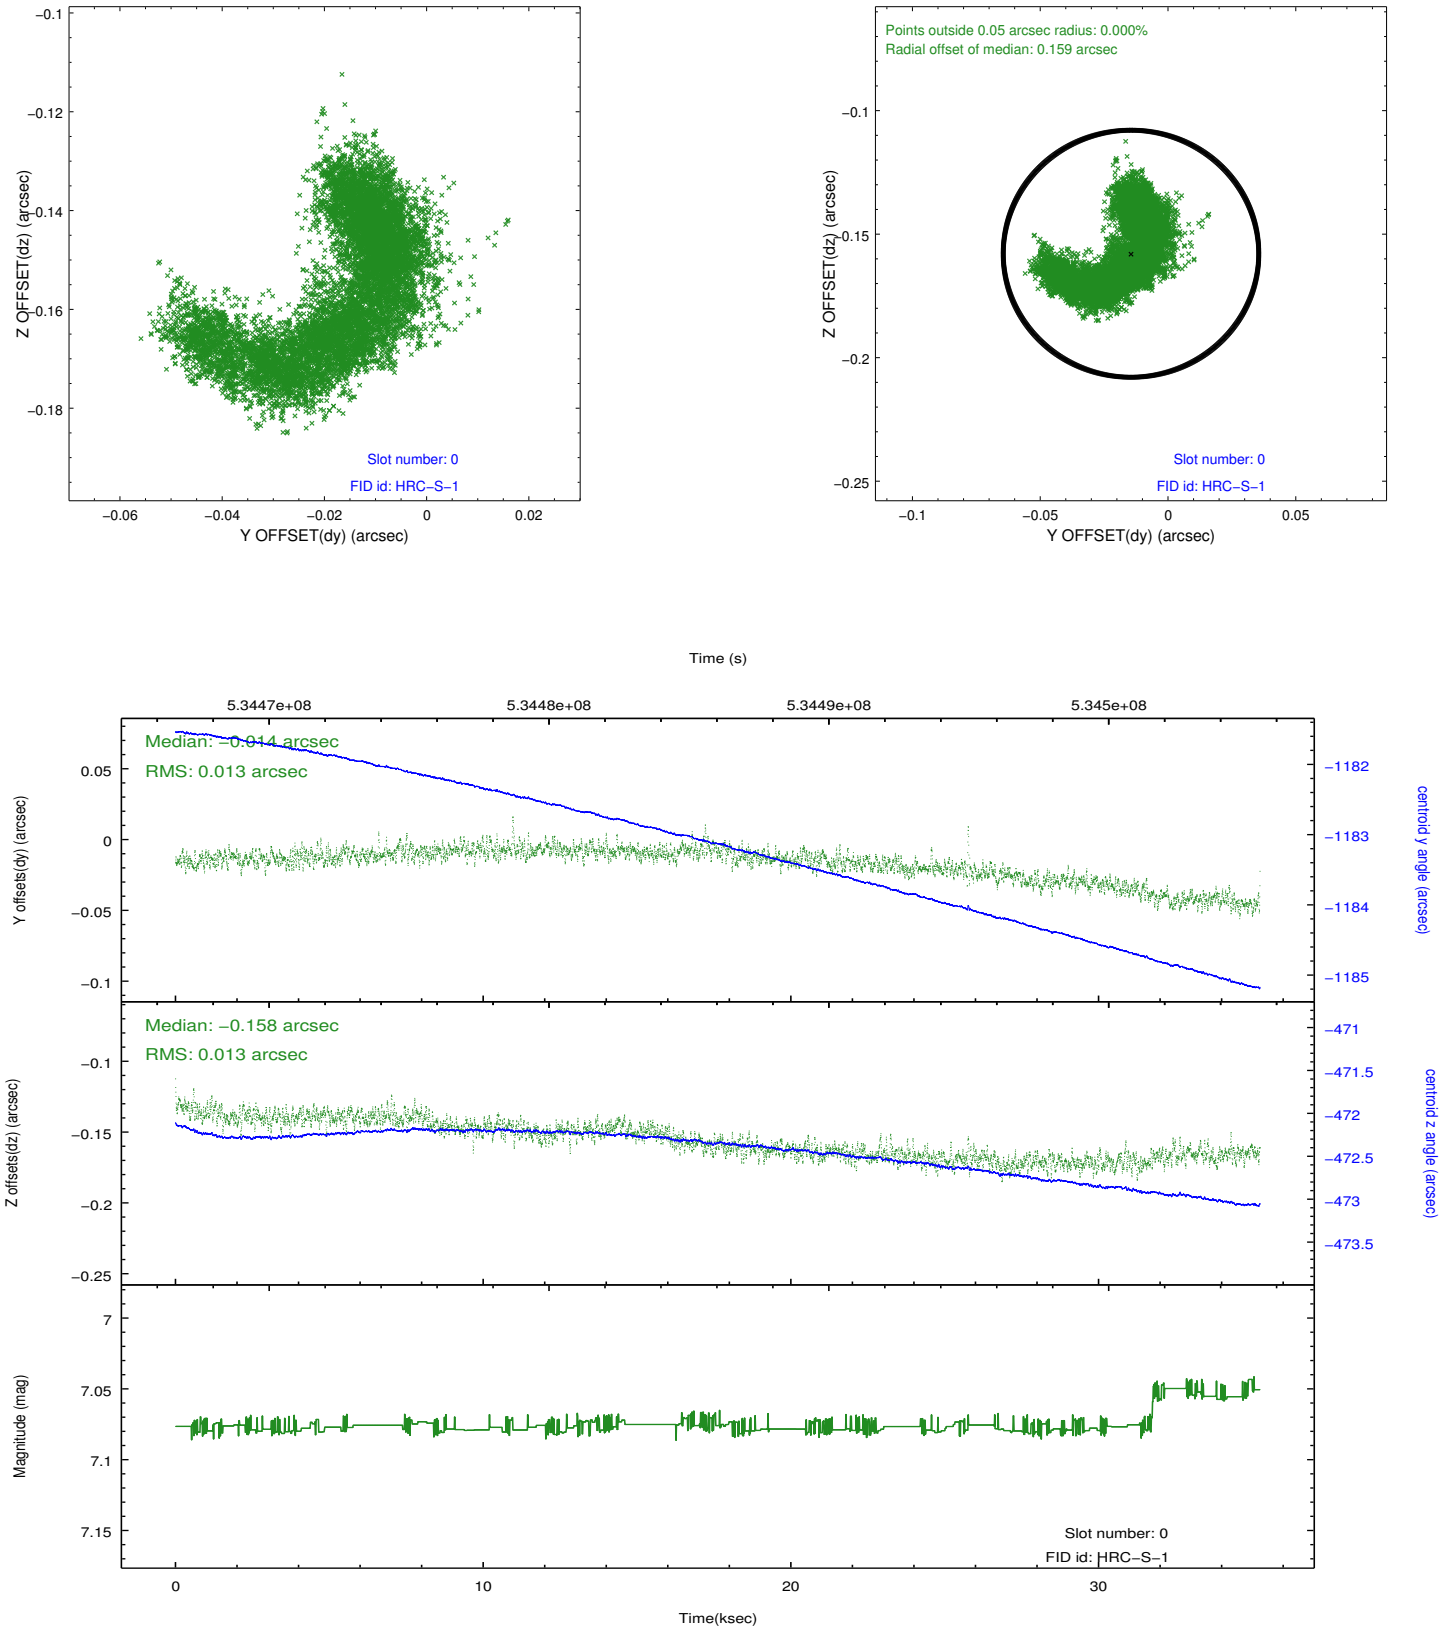 −0.1
−0.12
−0.14
−0.16
−0.18
Z OFFSET(dz) (arcsec)
Slot number: 0
FID id: HRC−S−1
−0.06
−0.04
−0.02
0
0.02
Y OFFSET(dy) (arcsec)
Points outside 0.05 arcsec radius: 0.000%
Radial offset of median: 0.159 arcsec
−0.1
−0.15
−0.2
−0.25
Z OFFSET(dz) (arcsec)
Slot number: 0
FID id: HRC−S−1
−0.1
−0.05
0
0.05
Y OFFSET(dy) (arcsec)
Time (s)
5.3447e+08
5.3448e+08
5.3449e+08
5.345e+08
Median: −0.014 arcsec
RMS: 0.013 arcsec
0.05
0
−0.05
−0.1
Y offsets(dy) (arcsec)
−1182
−1183
−1184
−1185
centroid y angle (arcsec)
Median: −0.158 arcsec
RMS: 0.013 arcsec
−0.1
−0.15
−0.2
−0.25
Z offsets(dz) (arcsec)
−471
−471.5
−472
−472.5
−473
−473.5
centroid z angle (arcsec)
7
7.05
7.1
7.15
Magnitude (mag)
Slot number: 0
FID id: HRC−S−1
0
10
20
30
Time(ksec)